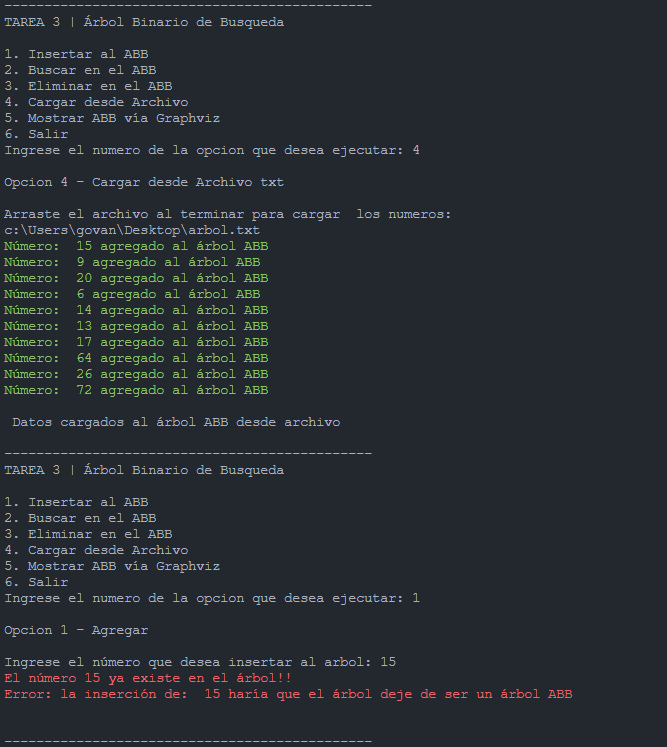 ----------------------------------------------
TAREA 3 | Árbol Binario de Busqueda
1. Insertar al ABB
2. Buscar en el ABB
3. Eliminar en el ABB
4. Cargar desde Archivo
5. Mostrar ABB vía Graphviz
6. Salir
Ingrese el numero de la opcion que desea ejecutar: 4
Opcion 4 - Cargar desde Archivo txt
Arraste el archivo al terminar para cargar  los numeros:
c:\Users\govan\Desktop\arbol.txt
Número:  15 agregado al árbol ABB
Número:  9 agregado al árbol ABB
Número:  20 agregado al árbol ABB
Número:  6 agregado al árbol ABB
Número:  14 agregado al árbol ABB
Número:  13 agregado al árbol ABB
Número:  17 agregado al árbol ABB
Número:  64 agregado al árbol ABB
Número:  26 agregado al árbol ABB
Número:  72 agregado al árbol ABB
Datos cargados al árbol ABB desde archivo
----------------------------------------------
TAREA 3 | Árbol Binario de Busqueda
1. Insertar al ABB
2. Buscar en el ABB
3. Eliminar en el ABB
4. Cargar desde Archivo
5. Mostrar ABB vía Graphviz
6. Salir
Ingrese el numero de la opcion que desea ejecutar: 1
Opcion 1 - Agregar
Ingrese el número que desea insertar al arbol: 15
El número 15 ya existe en el árbol!!
Error: la inserción de:  15 haría que el árbol deje de ser un árbol ABB
----------------------------------------------